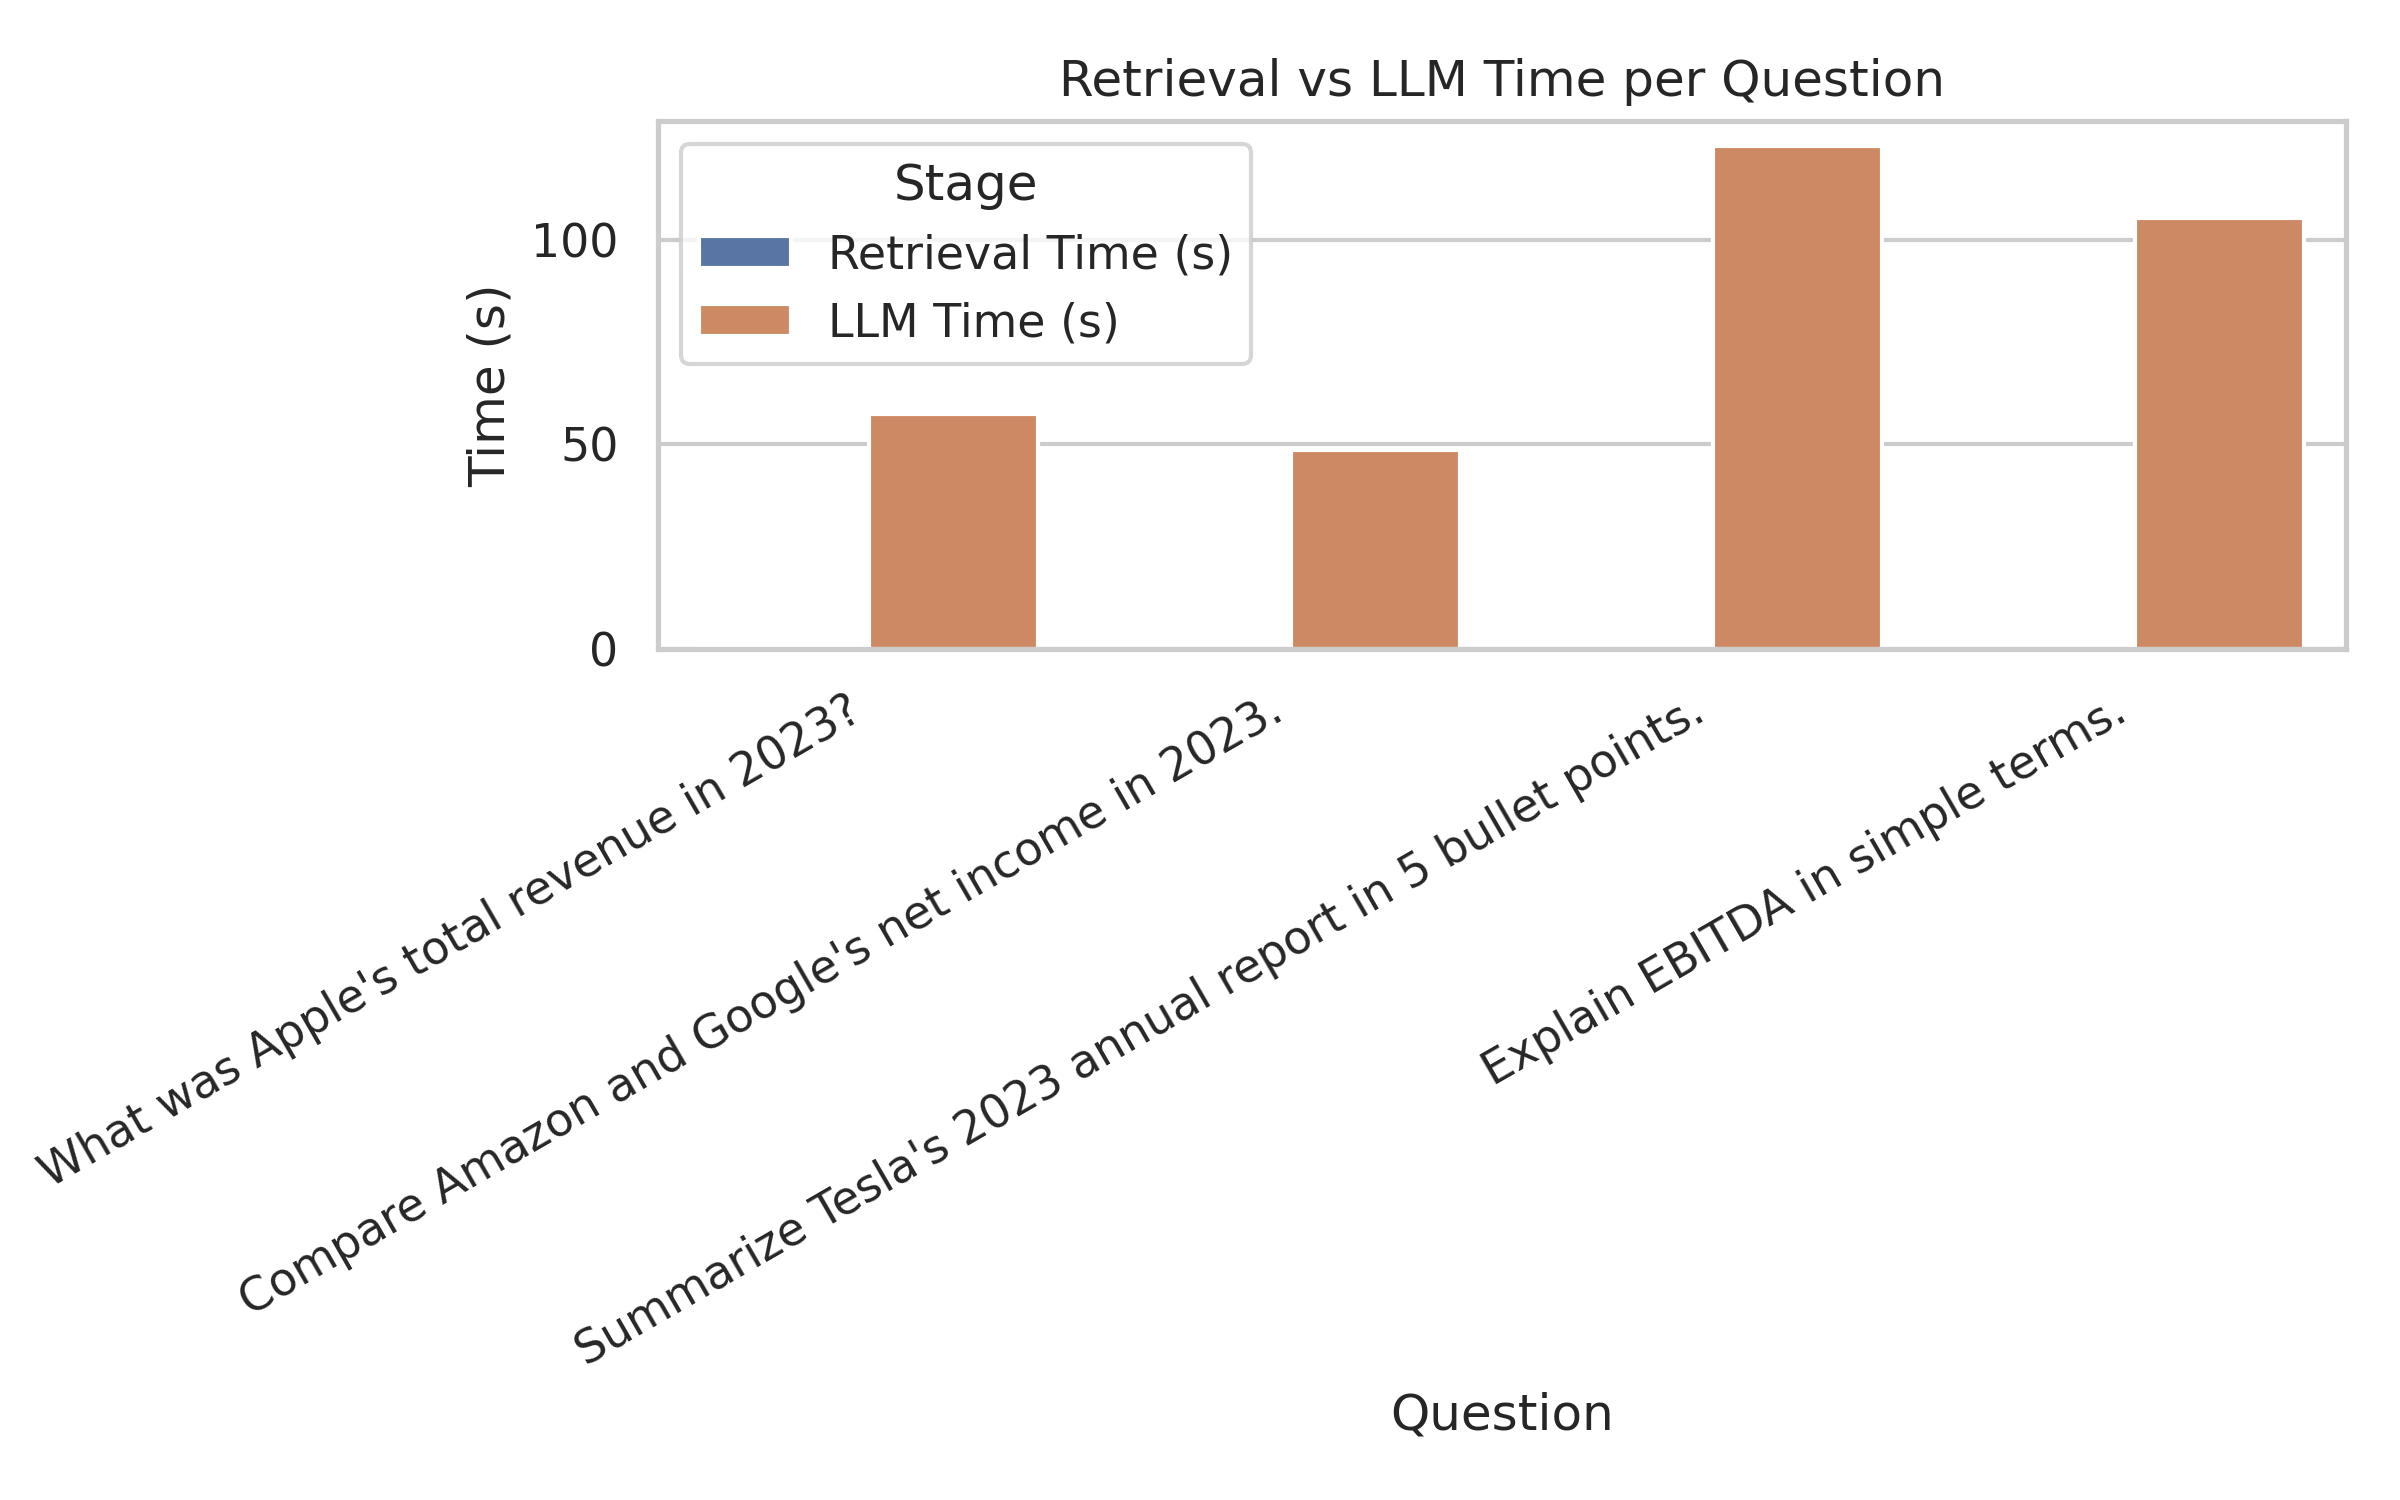 Retrieval vs LLM Time per Question
Stage
Retrieval Time (s)
LLM Time (s)
Time (s)
100
50
0
What was Apple's total revenue in 2023?
Compare Amazon and Google's net income in 2023.
Summarize Tesla's 2023 annual report in 5 bullet points.
Explain EBITDA in simple terms.
Question